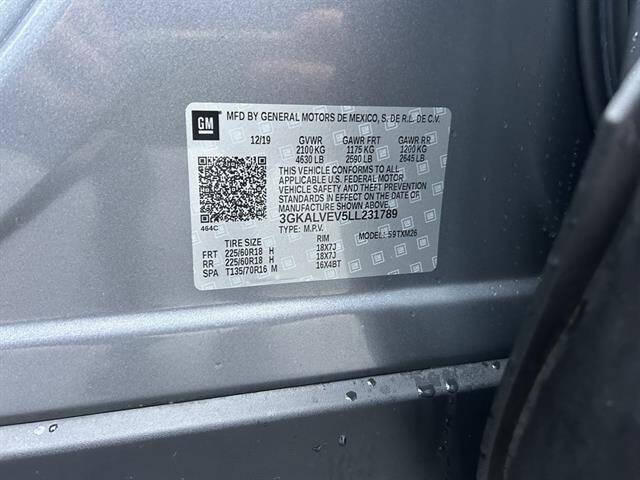 GM
MFD BY GENERAL MOTORS DE MEXICO, S. DE R.L. DE C.V.
12/19 GVWR GAWR FRT GAWR RR
2100 KG 1175 KG 1200 KG
4630 LB 2590 LB 2645 LB
THIS VEHICLE CONFORMS TO ALL
APPLICABLE U.S. FEDERAL MOTOR
VEHICLE SAFETY AND THEFT PREVENTION
STANDARDS IN EFFECT ON THE DATE OF
MANUFACTURE SHOWN ABOVE.
3GKALVEV5LL231789
464C
TYPE: M.P.V. MODEL: 59TXM26
TIRE SIZE RIM
FRT 225/60R18 H 18X7J
RR 225/60R18 H 18X7J
SPA T135/70R16 M 16X4BT